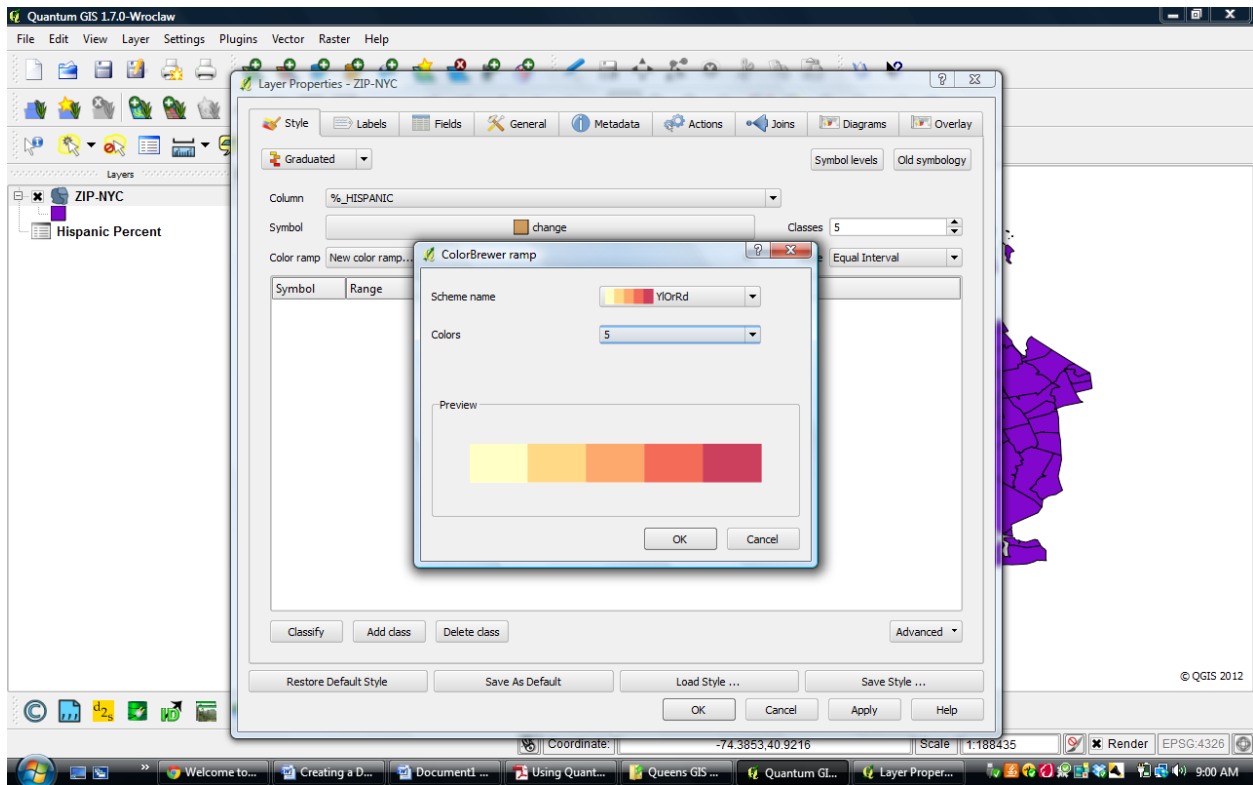 Quantum GIS 1.7.0-Wroclaw
File Edit View Layer Settings Plugins Vector Raster Help
Layer Properties - ZIP-NYC
Style Labels Fields General Metadata Actions Joins Diagrams Overlay
Graduated
Symbol levels Old symbology
Layers
ZIP-NYC
Hispanic Percent
Column %_HISPANIC
Symbol change Classes 5
Color ramp New color ramp... Equal Interval
Symbol Range
ColorBrewer ramp
Scheme name YlOrRd
Colors 5
Preview
OK Cancel
Classify Add class Delete class Advanced
Restore Default Style Save As Default Load Style ... Save Style ...
OK Cancel Apply Help
© QGIS 2012
Coordinate: -74.3853,40.9216 Scale 1:188435 Render EPSG:4326
Welcome to... Creating a D... Document1 ... Using Quant... Queens GIS ... Quantum GI... Layer Proper... 9:00 AM